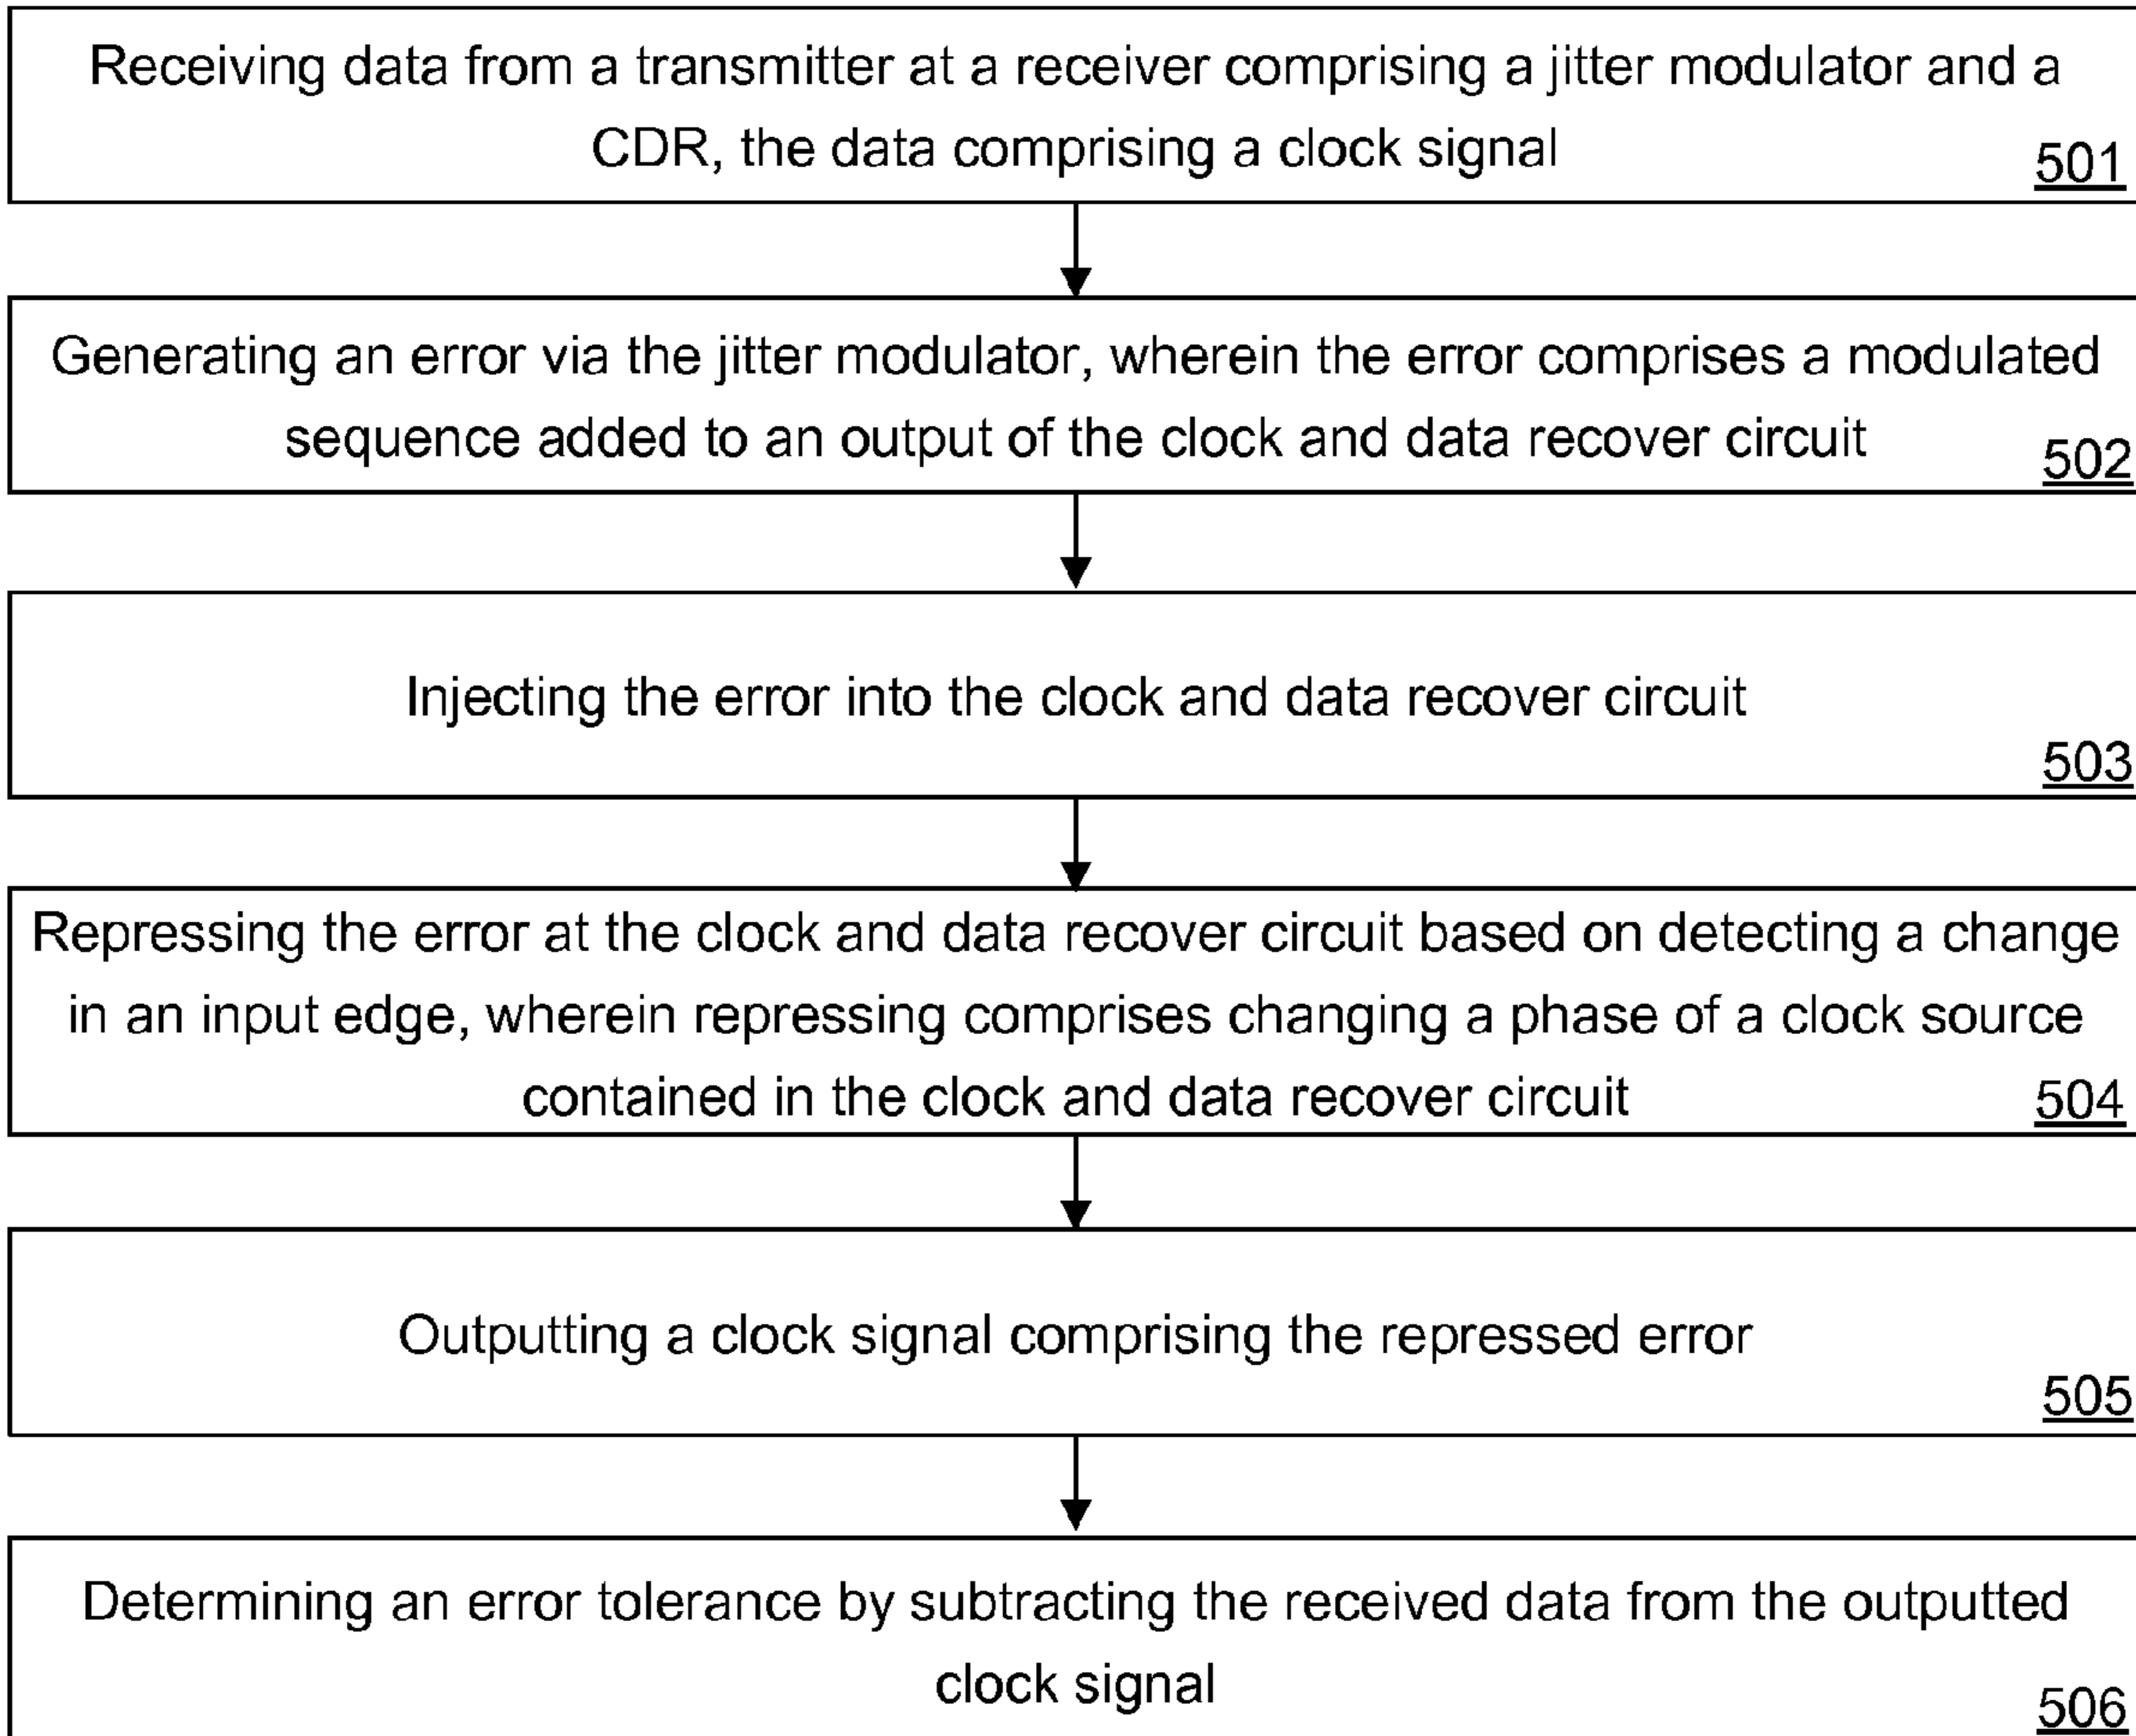 Receiving data from a transmitter at a receiver comprising a jitter modulator and a
CDR, the data comprising a clock signal
501
Generating an error via the jitter modulator, wherein the error comprises a modulated
sequence added to an output of the clock and data recover circuit
502
Injecting the error into the clock and data recover circuit
503
Repressing the error at the clock and data recover circuit based on detecting a change
in an input edge, wherein repressing comprises changing a phase of a clock source
contained in the clock and data recover circuit
504
Outputting a clock signal comprising the repressed error
505
Determining an error tolerance by subtracting the received data from the outputted
clock signal
506